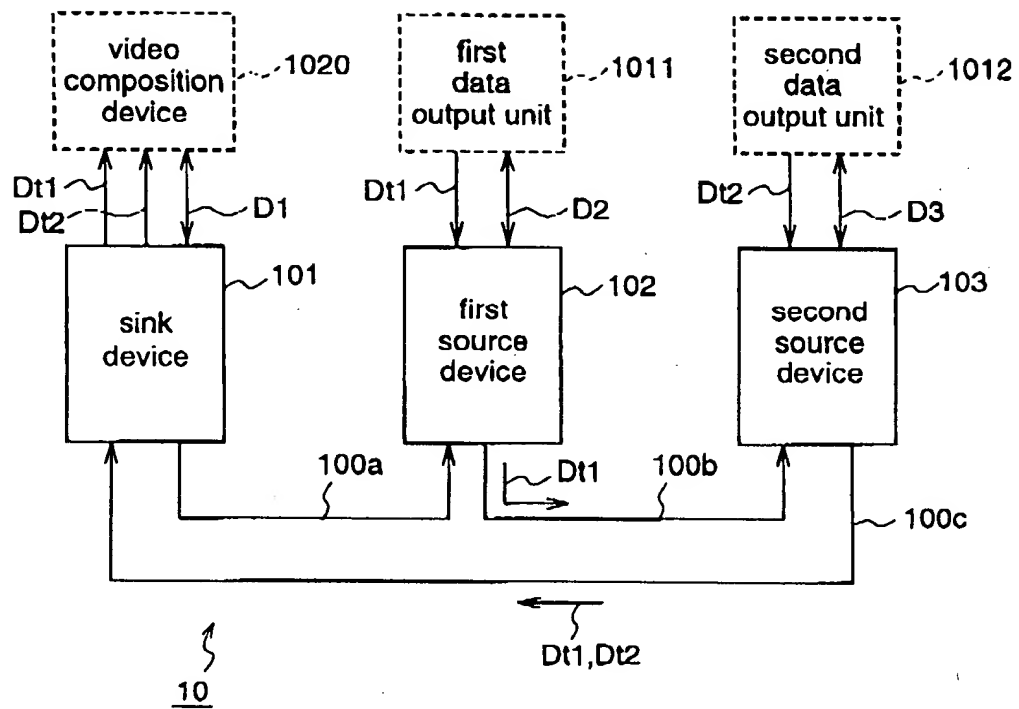 video
composition
device
1020
first
data
output unit
1011
second
data
output unit
1012
Dt1
Dt2
D1
Dt1
D2
Dt2
D3
sink
device
101
first
source
device
102
second
source
device
103
100a
Dt1
100b
100c
Dt1,Dt2
10